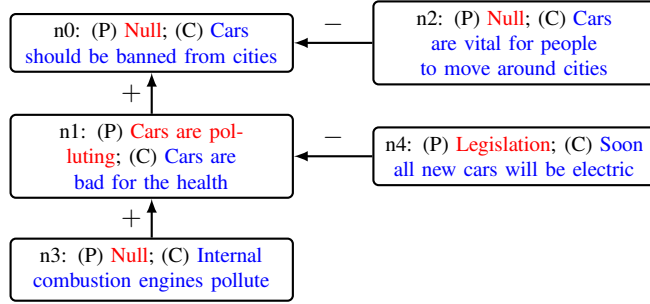 n0: (P) Null; (C) Cars
should be banned from cities
−
n2: (P) Null; (C) Cars
are vital for people
to move around cities
+
n1: (P) Cars are pol-
luting; (C) Cars are
bad for the health
−
n4: (P) Legislation; (C) Soon
all new cars will be electric
+
n3: (P) Null; (C) Internal
combustion engines pollute